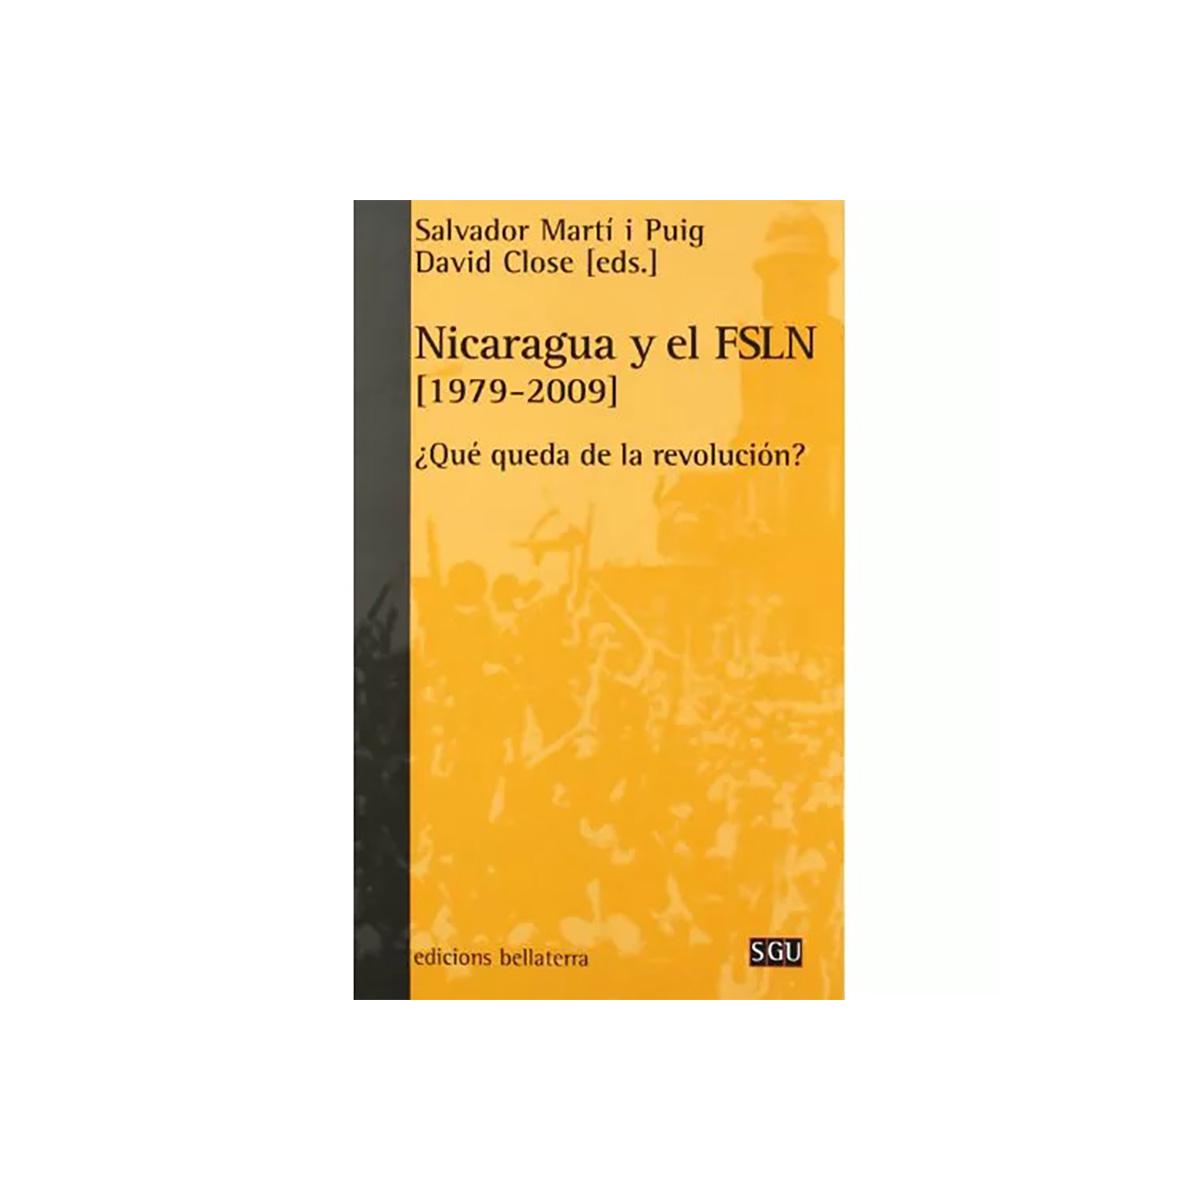 Salvador Martí i Puig
David Close [eds.]
Nicaragua y el FSLN
[1979-2009]
¿Qué queda de la revolución?
edicions bellaterra
SGU